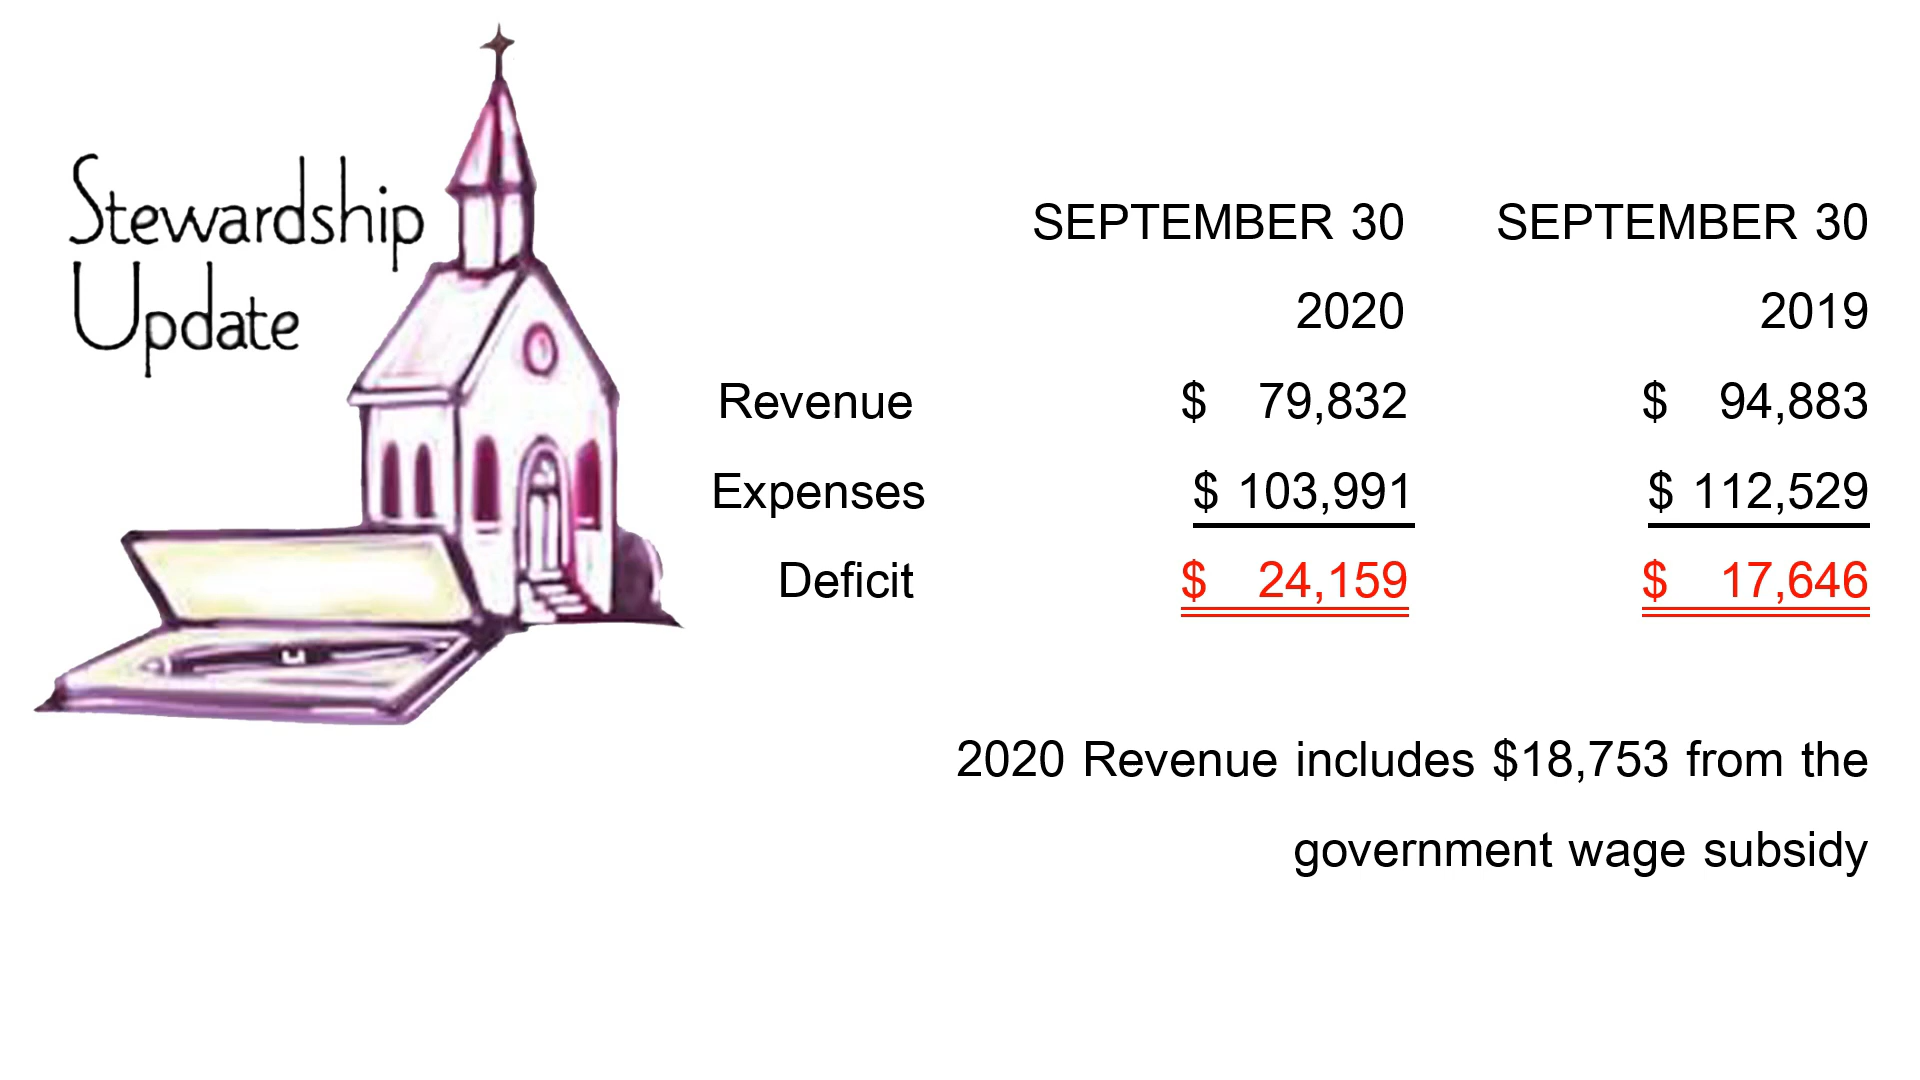 Stewardship
Update
SEPTEMBER 30 SEPTEMBER 30
2020 2019
Revenue $ 79,832 $ 94,883
Expenses $ 103,991 $ 112,529
Deficit $ 24,159 $ 17,646
2020 Revenue includes $18,753 from the
government wage subsidy